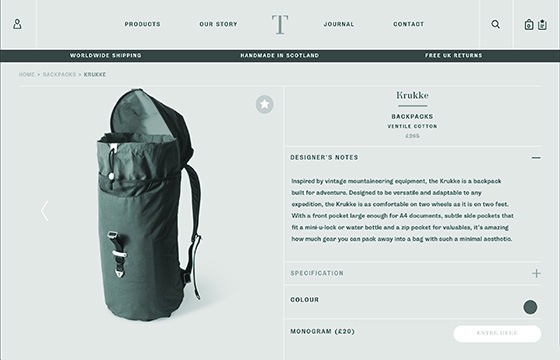 PRODUCTS OUR STORY T JOURNAL CONTACT
WORLDWIDE SHIPPING HANDMADE IN SCOTLAND FREE UK RETURNS
HOME > BACKPACKS > KRUKKE
Krukke
BACKPACKS
VENTILE COTTON
£265
DESIGNER'S NOTES
Inspired by vintage mountaineering equipment, the Krukke is a backpack
built for adventure. Designed to be versatile and adaptable to any
expedition, the Krukke is as comfortable on two wheels as it is on two feet.
With a front pocket large enough for A4 documents, subtle side pockets that
fit a mini-u-lock or water bottle and a zip pocket for valuables, it's amazing
how much gear you can pack away into a bag with such a minimal aesthetic.
SPECIFICATION
COLOUR
MONOGRAM (£20)
ENTER HERE